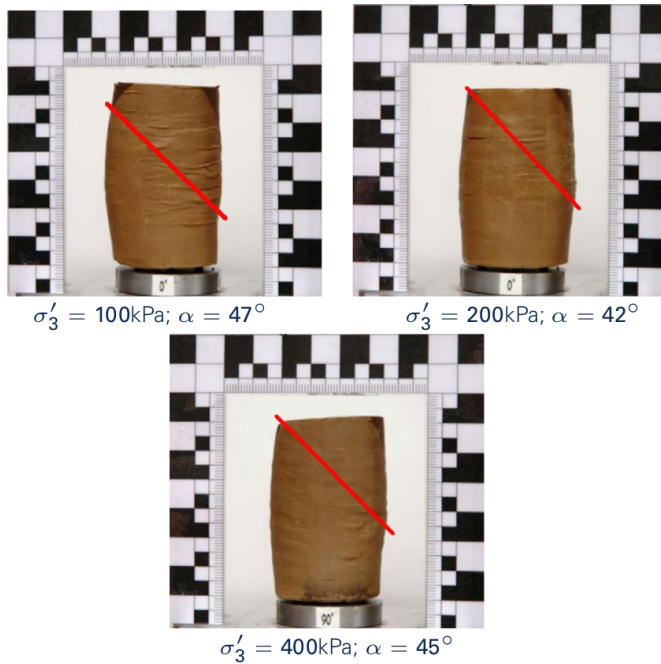 0°
0°
σ′₃ = 100kPa; α = 47°
σ′₃ = 200kPa; α = 42°
90°
σ′₃ = 400kPa; α = 45°